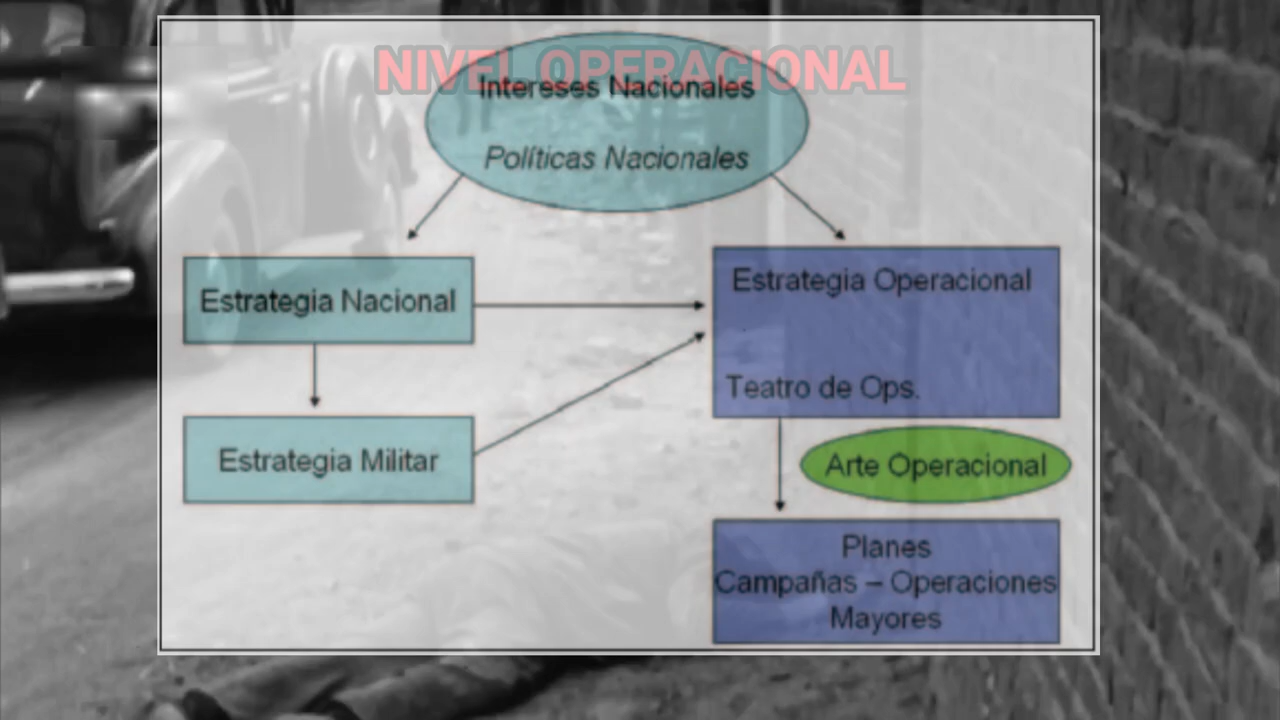 NIVEL OPERACIONAL
Intereses Nacionales
Políticas Nacionales
Estrategia Nacional
Estrategia Operacional
Teatro de Ops.
Estrategia Militar
Arte Operacional
Planes
Campañas – Operaciones
Mayores